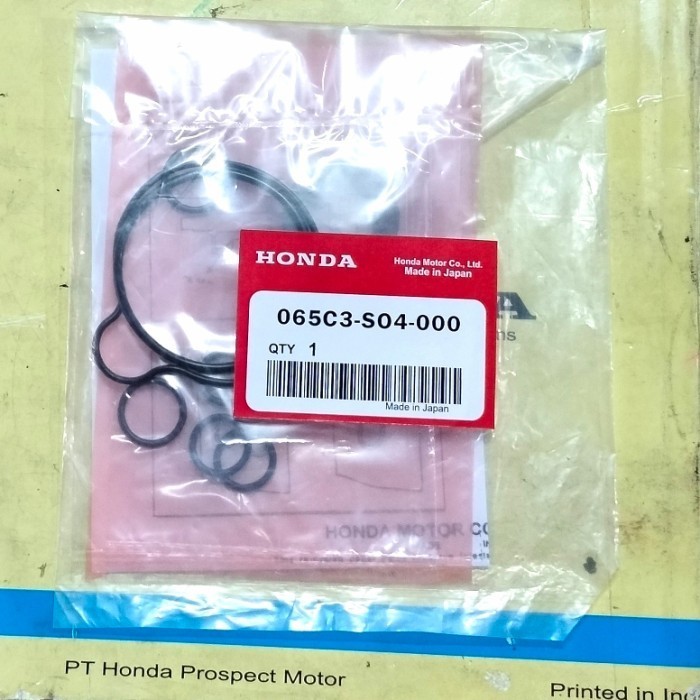 HONDA
Honda Motor Co., Ltd.
Made in Japan
065C3-S04-000
QTY 1
Made in Japan
HONDA MOTOR CO
PT Honda Prospect Motor
Printed in Ind